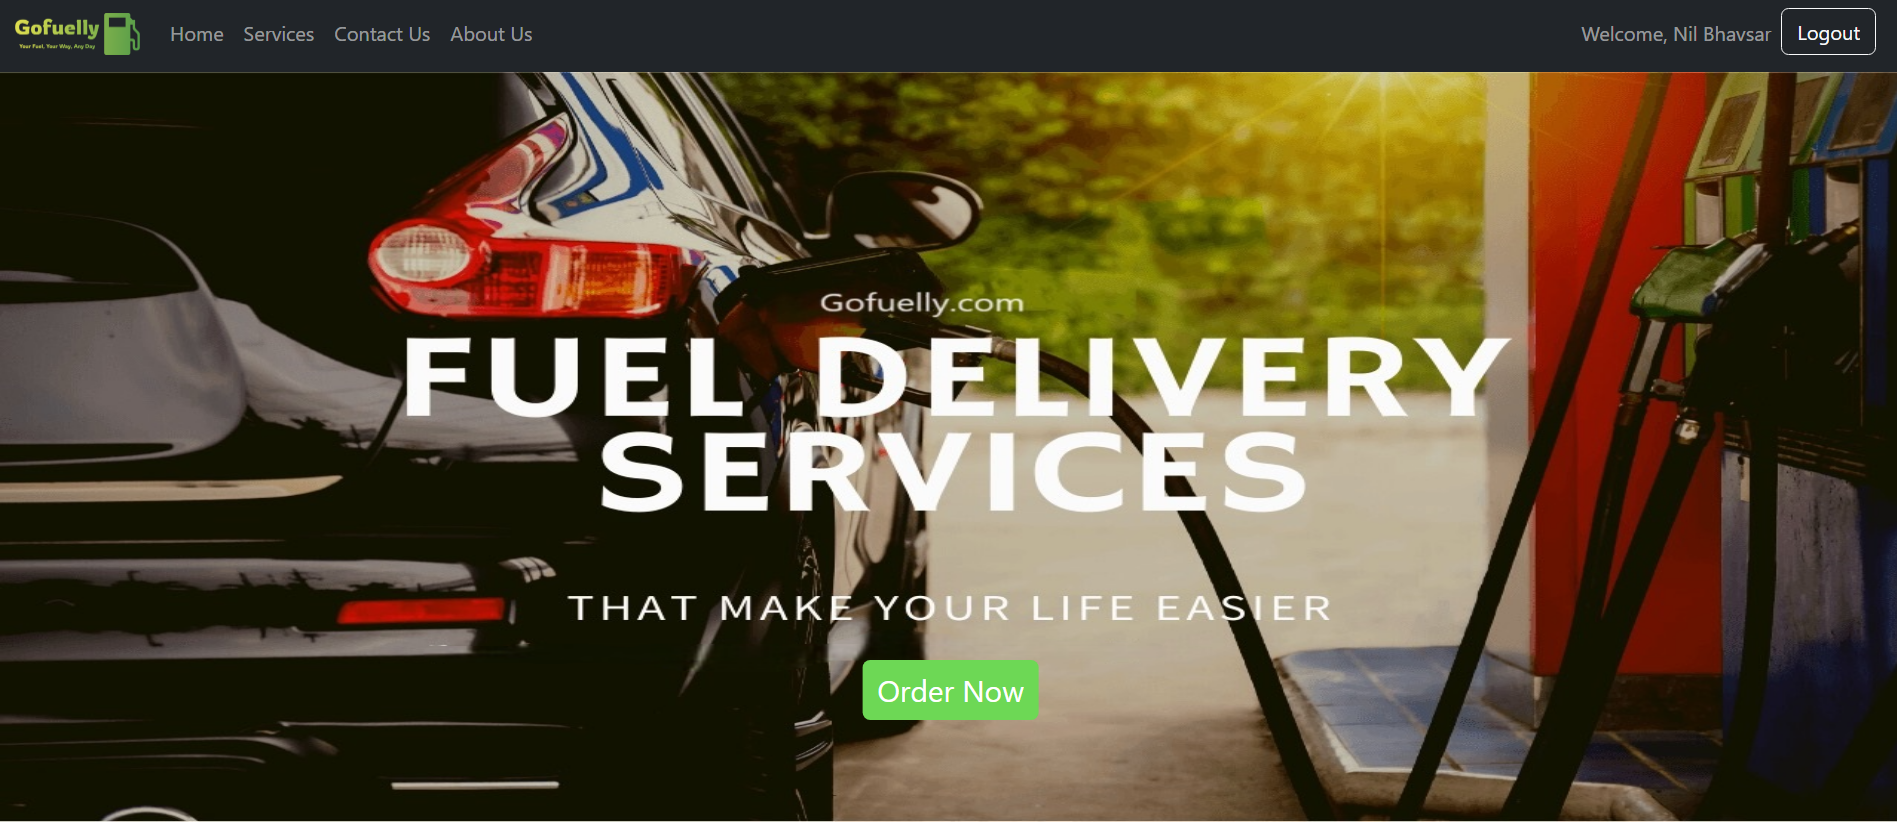 Gofuelly
Your Fuel, Your Way, Any Day
Home Services Contact Us About Us
Welcome, Nil Bhavsar Logout
Gofuelly.com
FUEL DELIVERY
SERVICES
THAT MAKE YOUR LIFE EASIER
Order Now